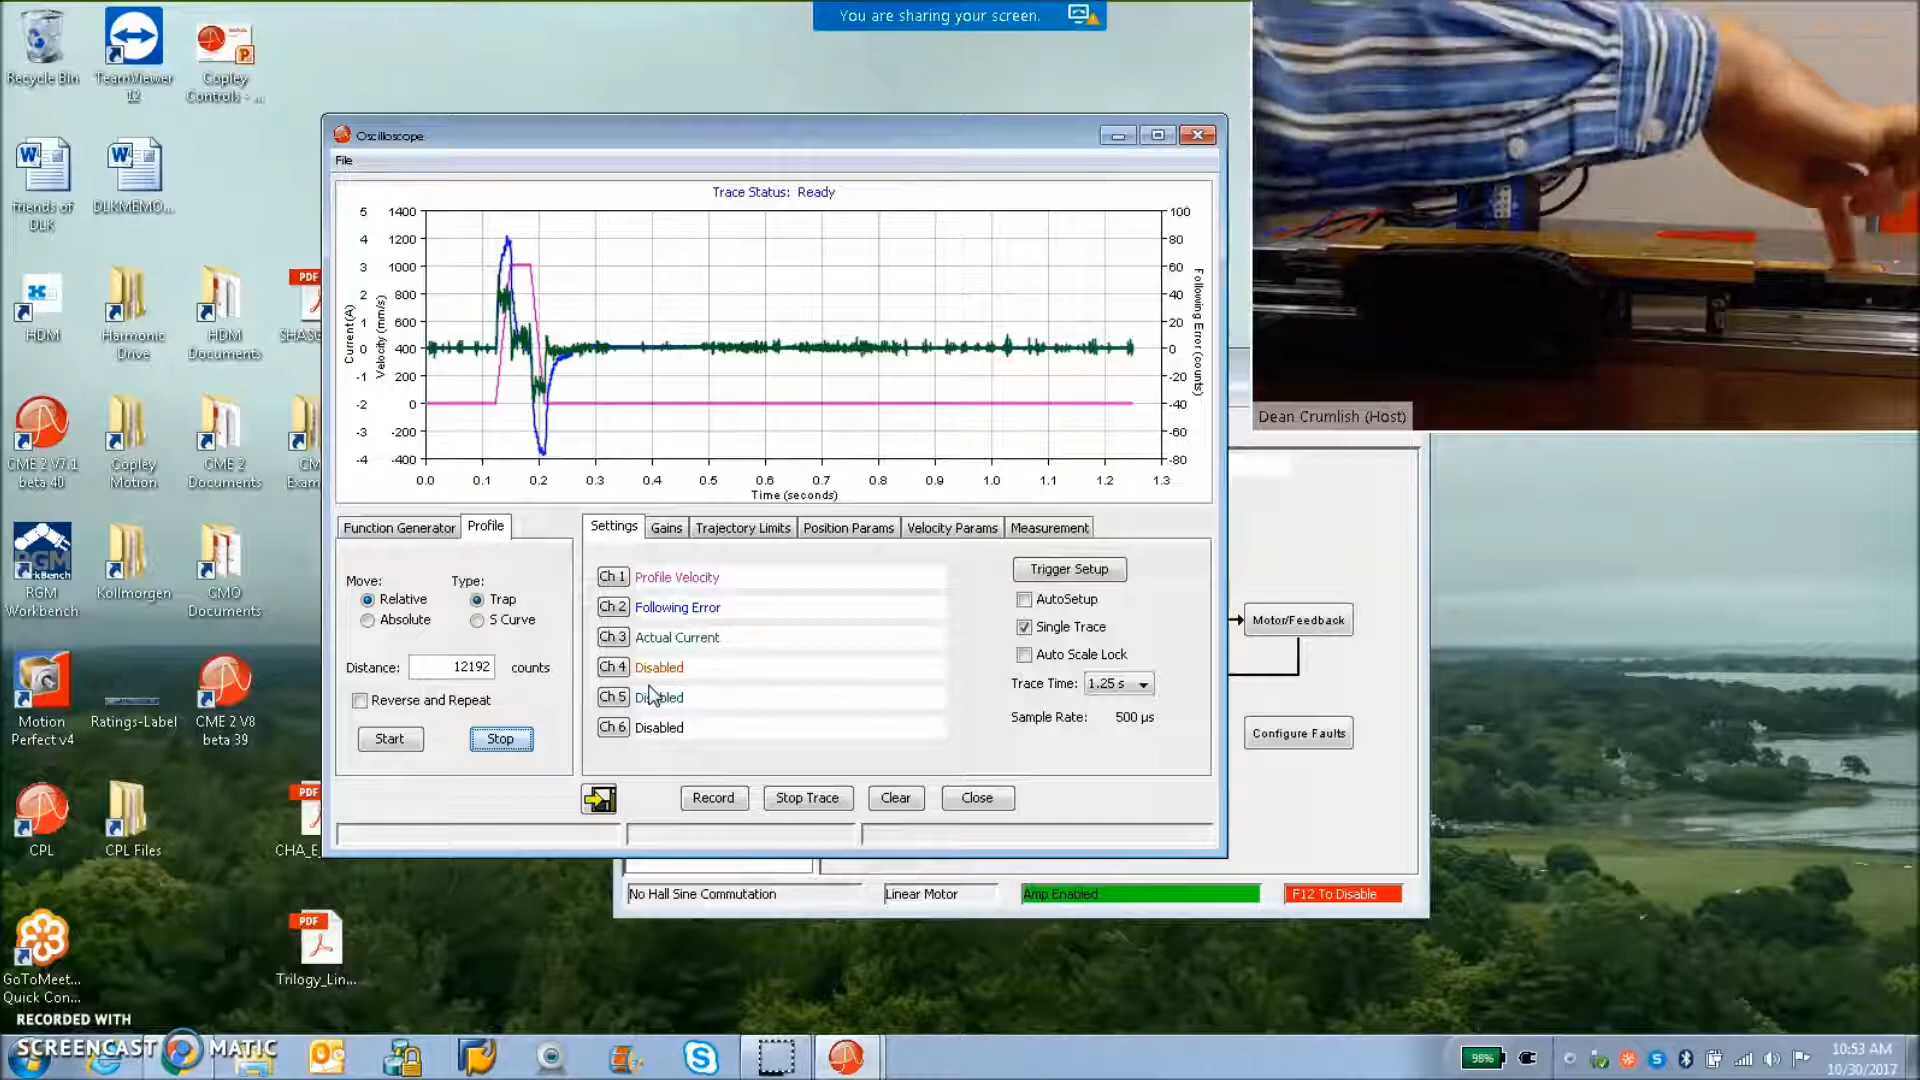 You are sharing your screen.
Recycle Bin
TeamViewer
12
Copley
Controls - ...
friends of
DLK
DLKMEMO...
HDM
Harmonic
Drive
HDM
Documents
PDF
CME 2 V7.1
beta 40
Copley
Motion
CME 2
Documents
RGM
Workbench
Kollmorgen
CMO
Documents
Motion
Perfect v4
Ratings-Label
CME 2 V8
beta 39
CPL
CPL Files
PDF
CHA_E
GoToMeet...
Quick Con...
PDF
Trilogy_Lin...
RECORDED WITH
SCREENCAST MATIC
Oscilloscope
File
Trace Status: Ready
5 4 3 2 1 0 -1 -2 -3 -4
Current(A)
1400 1200 1000 800 600 400 200 0 -200 -400
Velocity (mm/s)
100 80 60 40 20 0 -20 -40 -60 -80
Following Error (counts)
0.0 0.1 0.2 0.3 0.4 0.5 0.6 0.7 0.8 0.9 1.0 1.1 1.2 1.3
Time (seconds)
Function Generator Profile
Move: Type:
Relative Trap
Absolute S Curve
Distance: 12192 counts
Reverse and Repeat
Start Stop
Settings Gains Trajectory Limits Position Params Velocity Params Measurement
Ch 1 Profile Velocity
Ch 2 Following Error
Ch 3 Actual Current
Ch 4 Disabled
Ch 5 Disabled
Ch 6 Disabled
Trigger Setup
AutoSetup
Single Trace
Auto Scale Lock
Trace Time: 1.25 s
Sample Rate: 500 µs
Record Stop Trace Clear Close
Motor/Feedback
Configure Faults
No Hall Sine Commutation Linear Motor Amp Enabled F12 To Disable
Dean Crumlish (Host)
98%
10:53 AM
10/30/2017